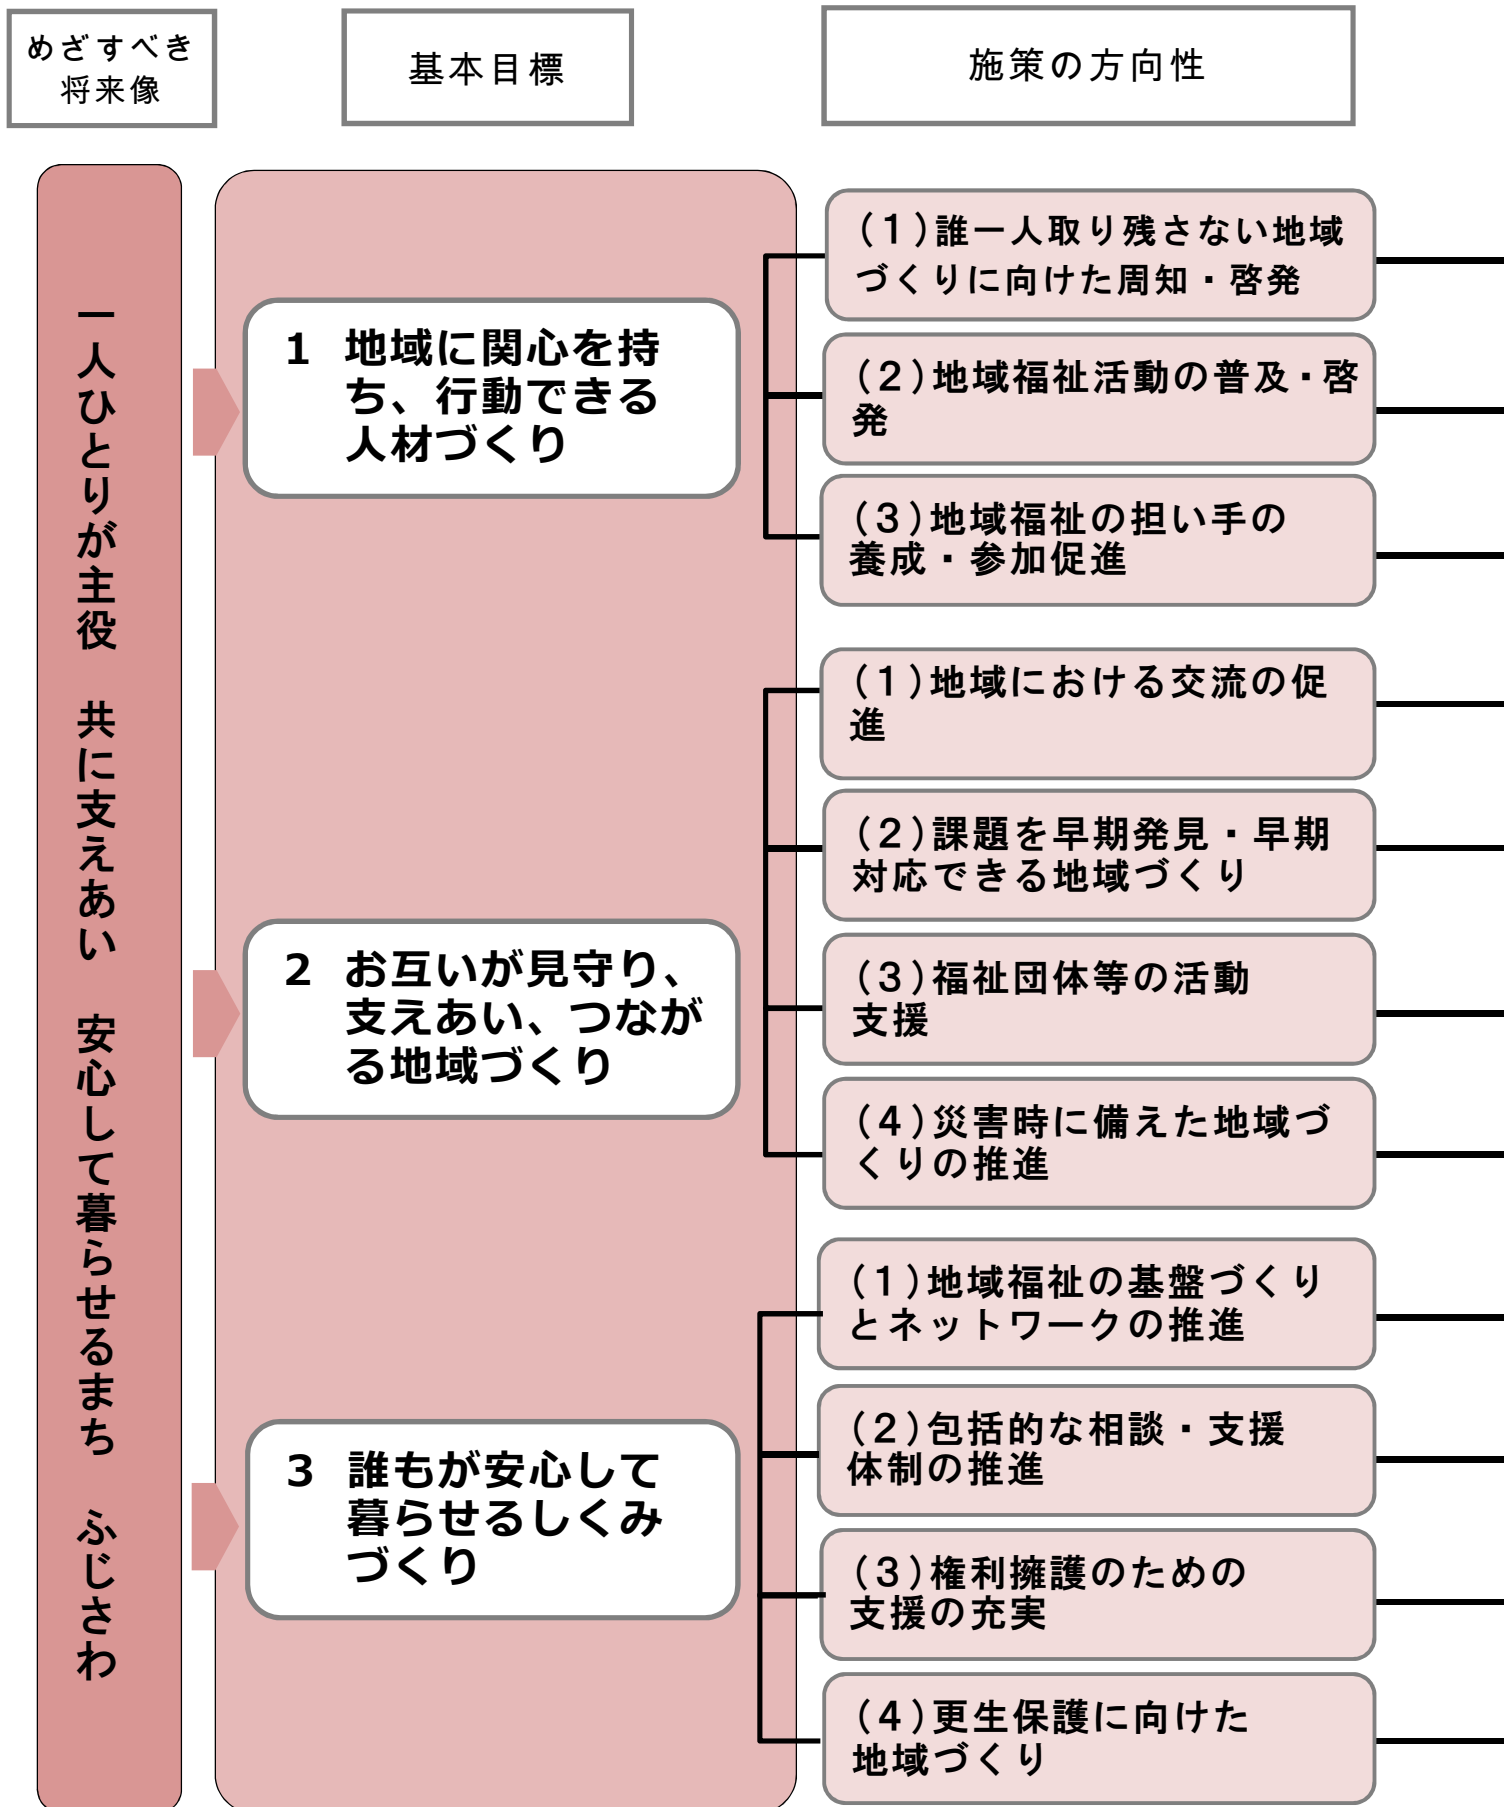 めざすべき
将来像
基本目標
施策の方向性
一人ひとりが主役 共に支えあい 安心して暮らせるまち ふじさわ
1 地域に関心を持
ち、行動できる
人材づくり
(1)誰一人取り残さない地域
づくりに向けた周知・啓発
(2)地域福祉活動の普及・啓
発
(3)地域福祉の担い手の
養成・参加促進
2 お互いが見守り、
支えあい、つなが
る地域づくり
(1)地域における交流の促
進
(2)課題を早期発見・早期
対応できる地域づくり
(3)福祉団体等の活動
支援
(4)災害時に備えた地域づ
くりの推進
3 誰もが安心して
暮らせるしくみ
づくり
(1)地域福祉の基盤づくり
とネットワークの推進
(2)包括的な相談・支援
体制の推進
(3)権利擁護のための
支援の充実
(4)更生保護に向けた
地域づくり